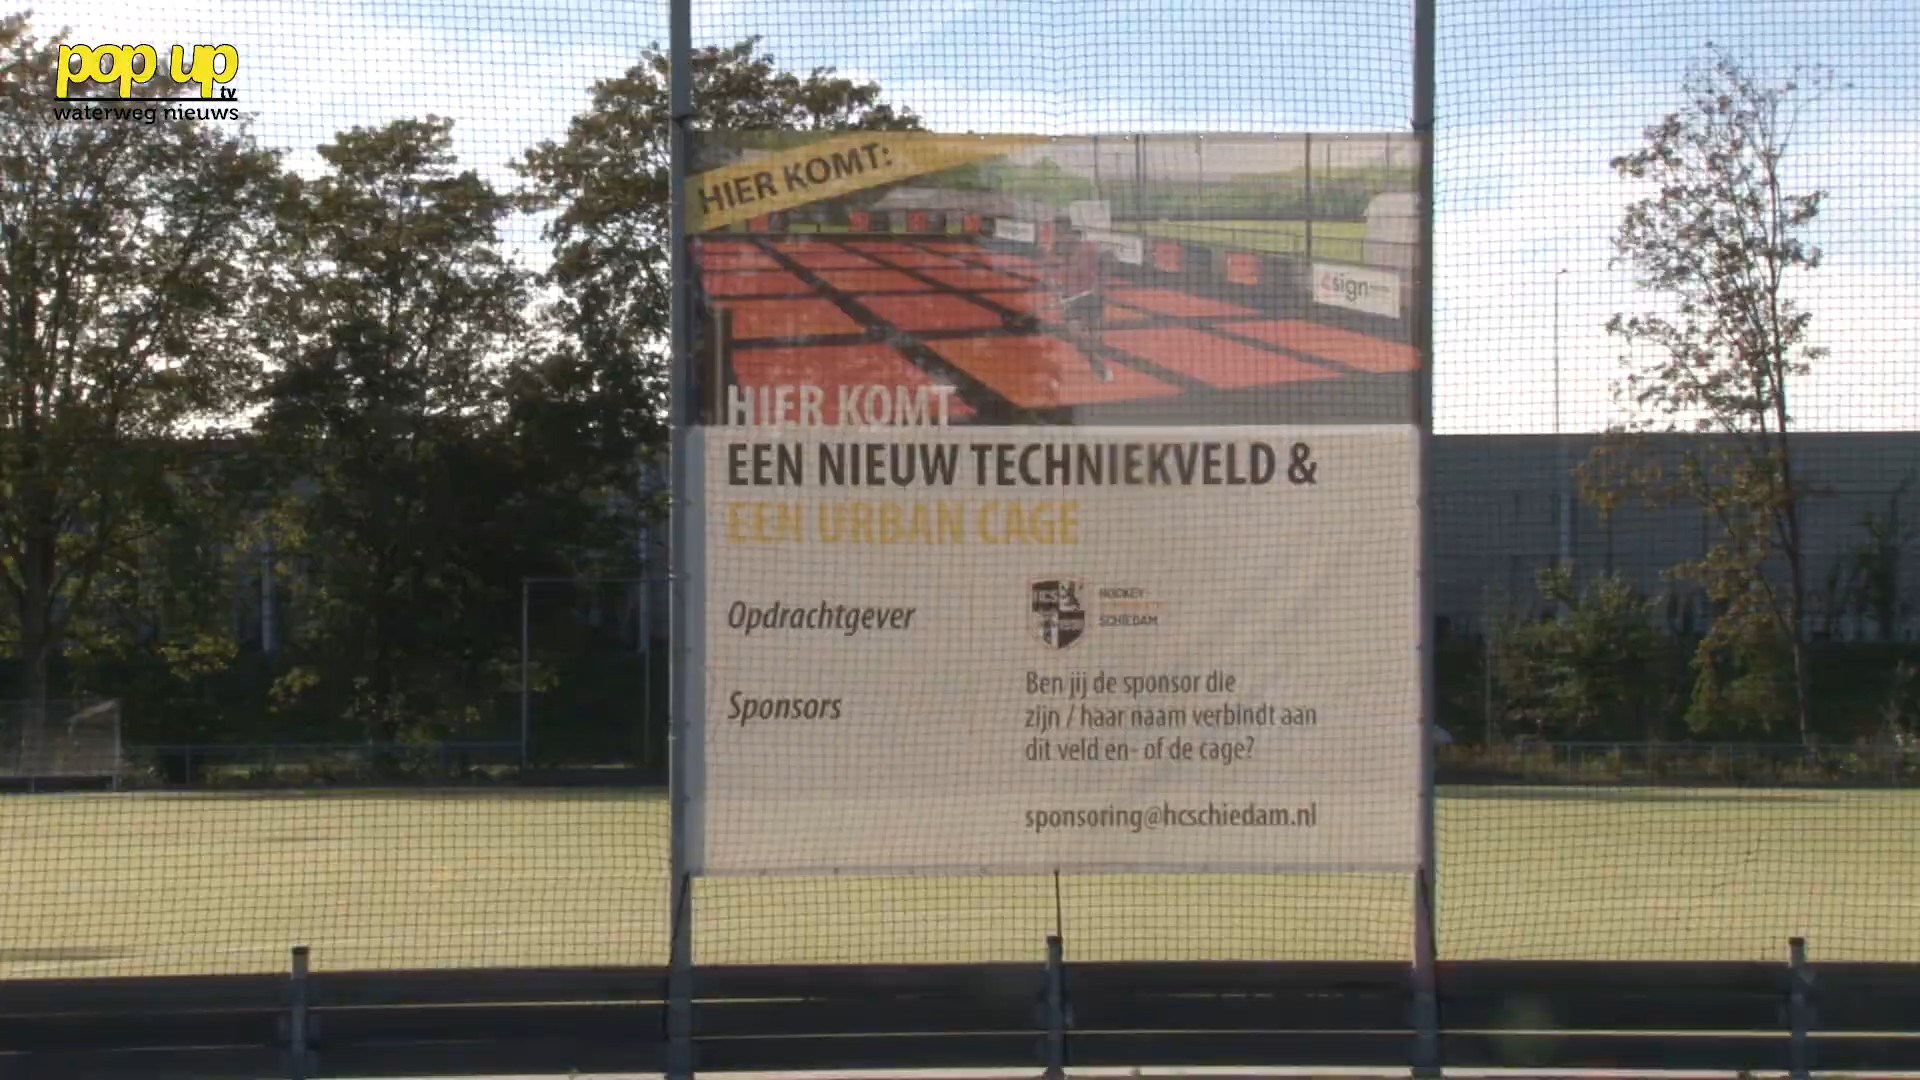 pop up
tv
waterweg nieuws
HIER KOMT:
sign
HIER KOMT
EEN NIEUW TECHNIEKVELD &
EEN URBAN CAGE
Opdrachtgever
HCS
HOCKEY-
SCHIEDAM
Sponsors
Ben jij de sponsor die
zijn / haar naam verbindt aan
dit veld en- of de cage?
sponsoring@hcschiedam.nl